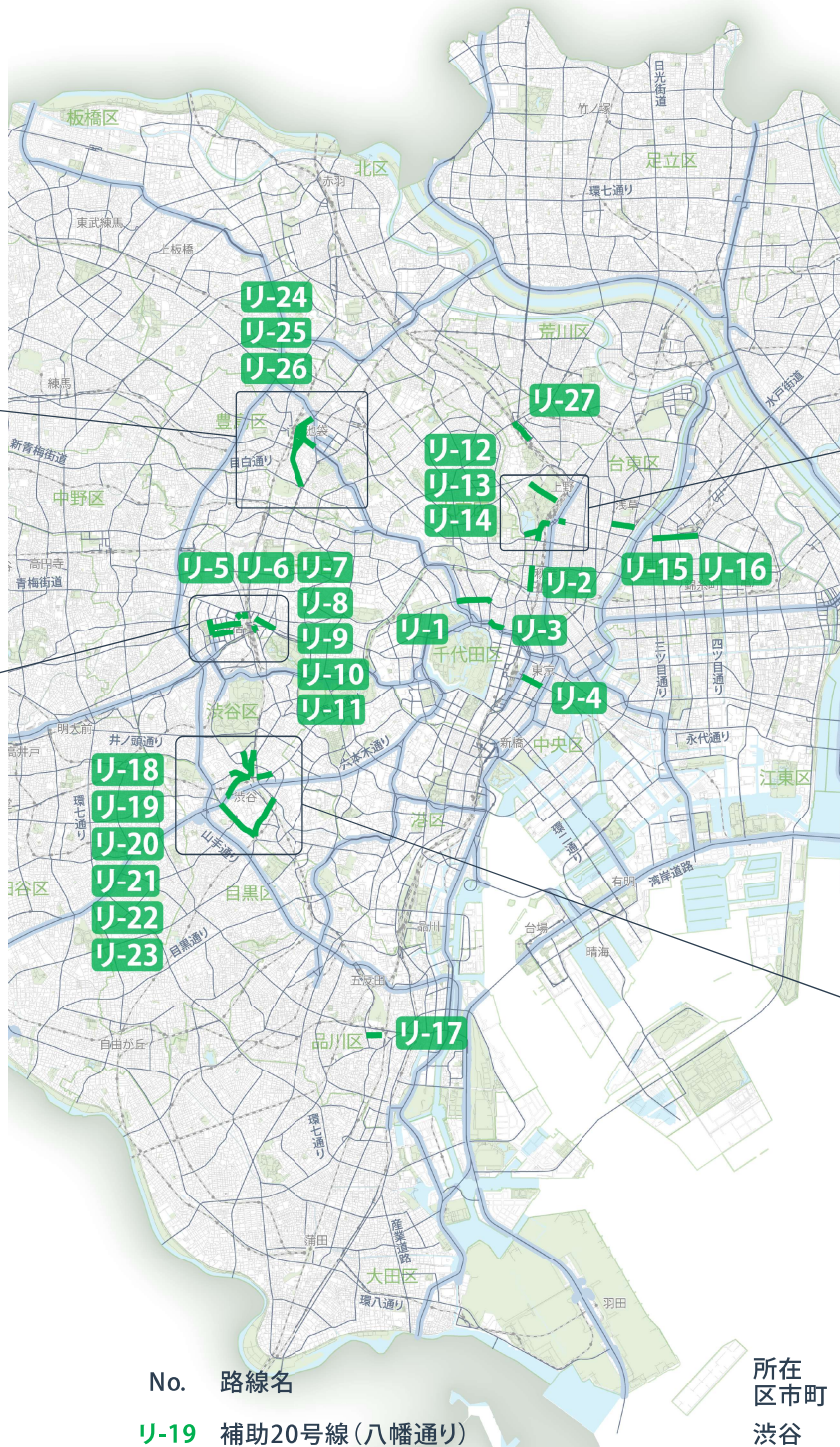 日光街道
竹ノ塚
板橋区
北区
足立区
赤羽
環七通り
東武練馬
上板橋
リ-24
リ-25
リ-26
荒川区
練馬
水戸街道
リ-27
豊島区
新青梅街道
目白通り
リ-12
リ-13
リ-14
台東区
上野
浅草
中野区
高円寺
青梅街道
リ-5 リ-6 リ-7
リ-8
リ-9
リ-10
リ-11
リ-2
リ-15 リ-16
リ-1
リ-3
千代田区
東京
リ-4
三ツ目通り
四ツ目通り
渋谷区
明大前
井ノ頭通り
六本木通り
新橋
中央区
永代通り
江東区
リ-18
リ-19
リ-20
リ-21
リ-22
リ-23
環七通り
渋谷
山手通り
港区
環二通り
有明
湾岸道路
目黒区
目黒通り
品川
台場
晴海
五反田
自由が丘
品川区
リ-17
環七通り
蒲田
産業道路
大田区
環八通り
羽田
No. 路線名
所在
区市町
リ-19 補助20号線（八幡通り）
渋谷